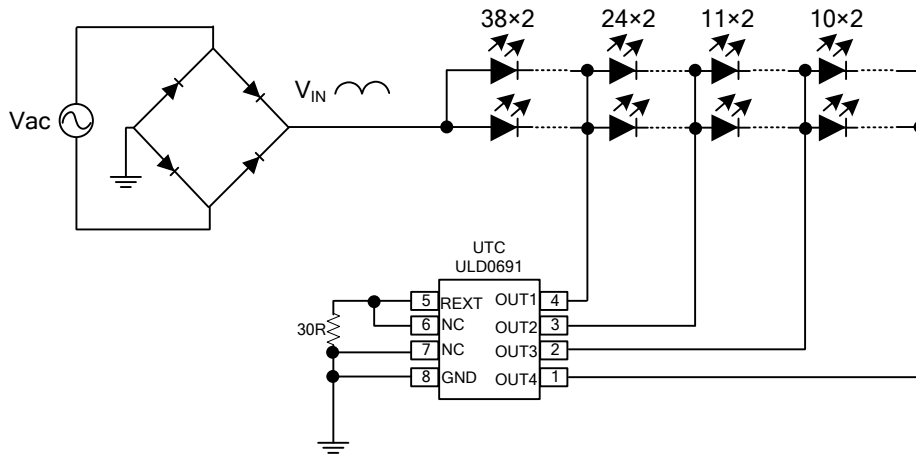 38×2 24×2 11×2 10×2
VIN
Vac
UTC
ULD0691
5 REXT OUT1 4
6 NC OUT2 3
30R
7 NC OUT3 2
8 GND OUT4 1